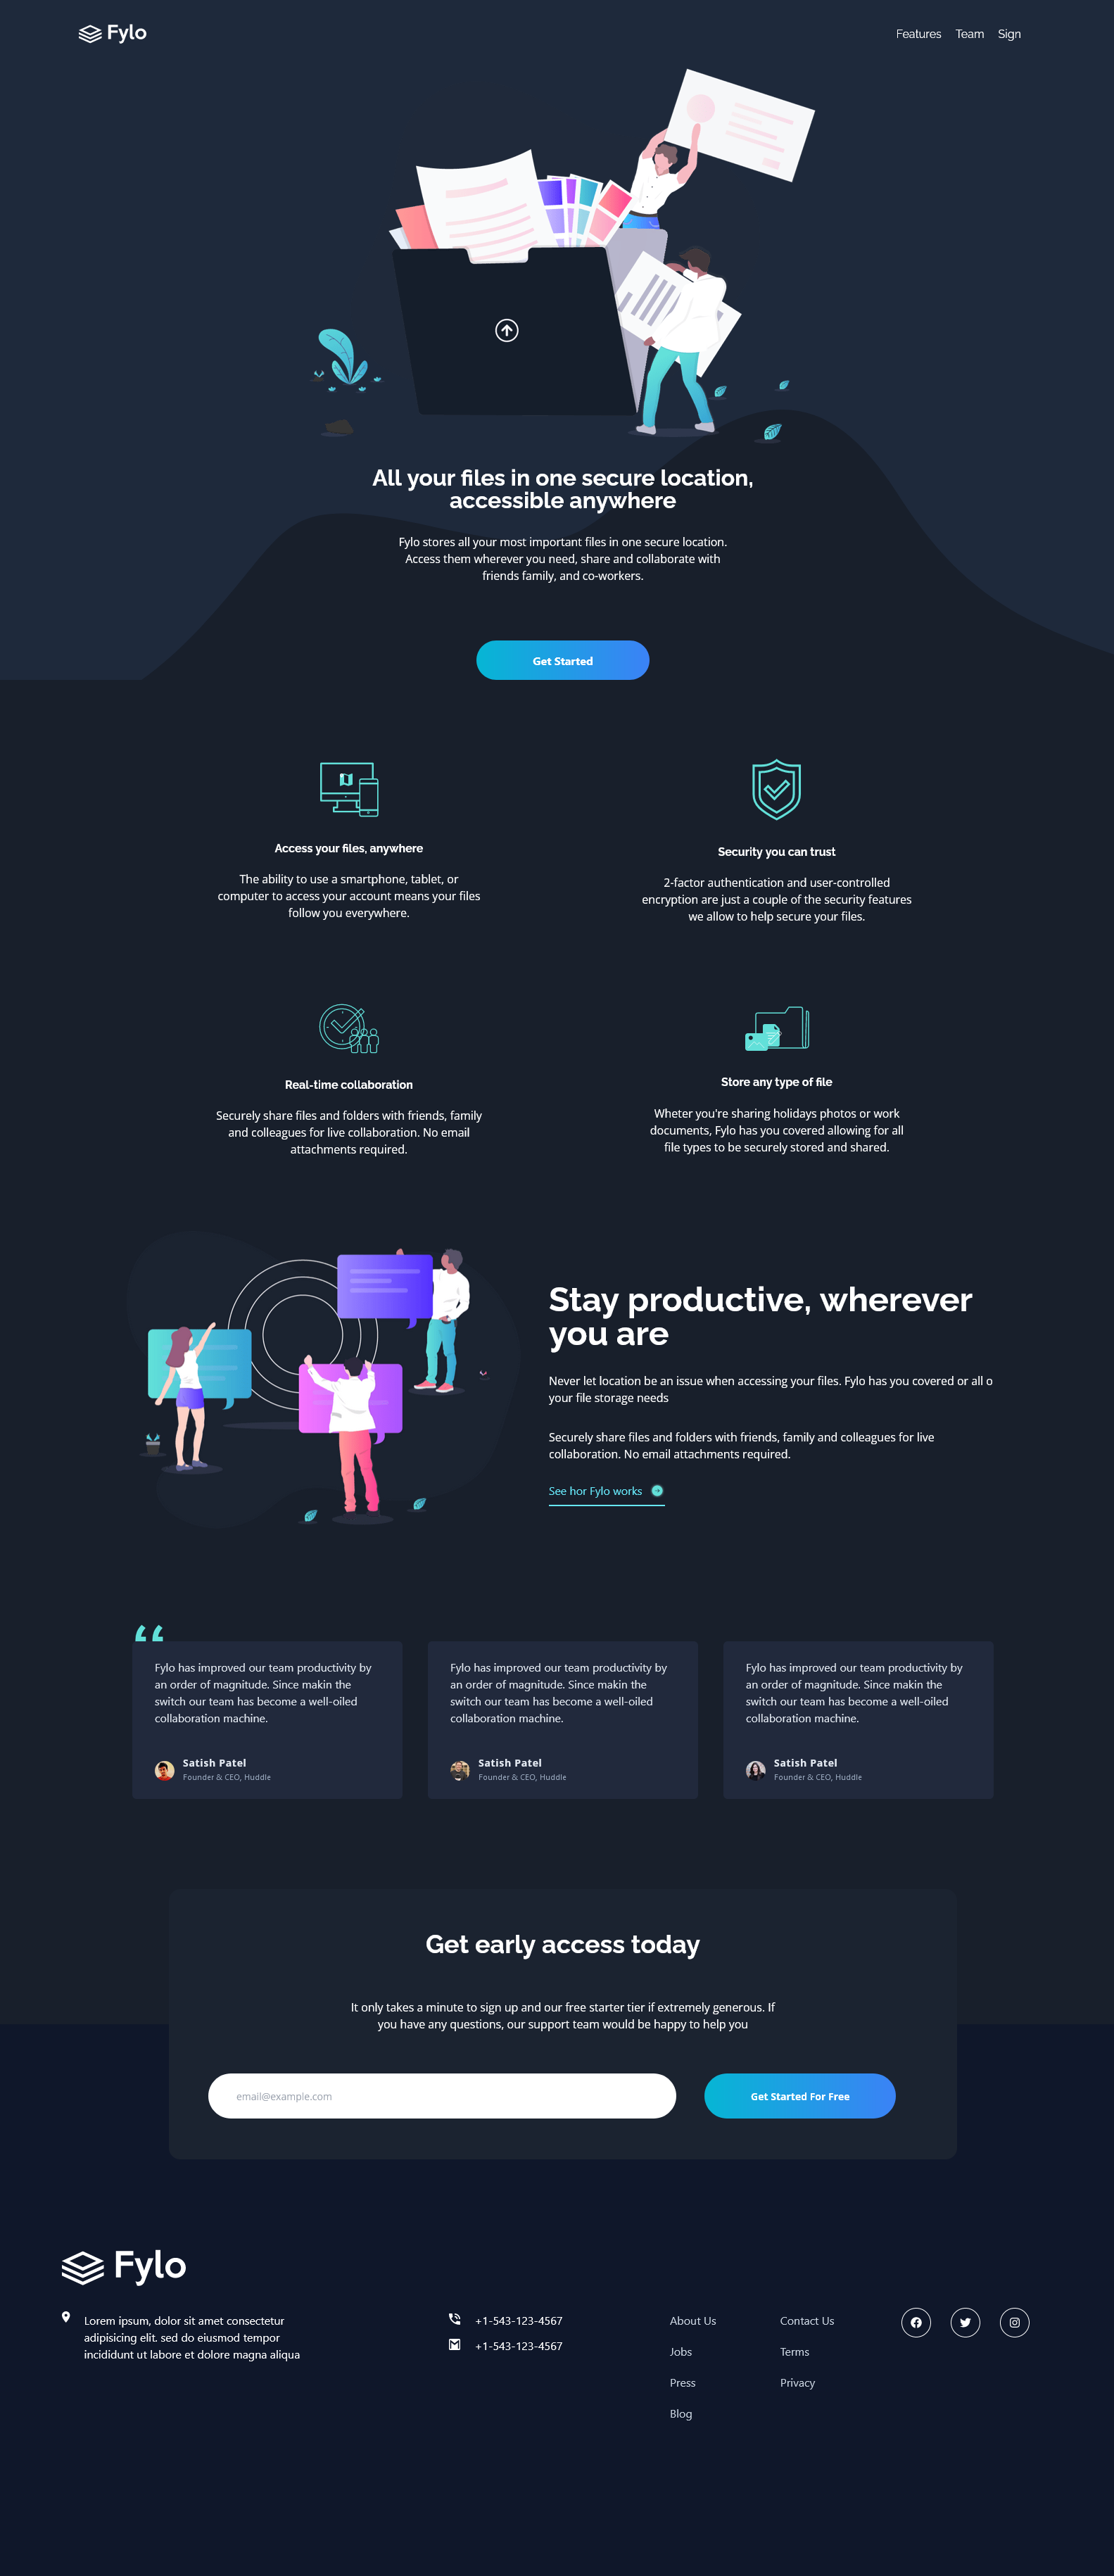 Fylo
Features Team Sign
All your files in one secure location,
accessible anywhere
Fylo stores all your most important files in one secure location.
Access them wherever you need, share and collaborate with
friends family, and co-workers.
Get Started
Access your files, anywhere
The ability to use a smartphone, tablet, or
computer to access your account means your files
follow you everywhere.
Security you can trust
2-factor authentication and user-controlled
encryption are just a couple of the security features
we allow to help secure your files.
Real-time collaboration
Securely share files and folders with friends, family
and colleagues for live collaboration. No email
attachments required.
Store any type of file
Wheter you're sharing holidays photos or work
documents, Fylo has you covered allowing for all
file types to be securely stored and shared.
Stay productive, wherever
you are
Never let location be an issue when accessing your files. Fylo has you covered or all o
your file storage needs
Securely share files and folders with friends, family and colleagues for live
collaboration. No email attachments required.
See hor Fylo works
“
Fylo has improved our team productivity by
an order of magnitude. Since makin the
switch our team has become a well-oiled
collaboration machine.
Satish Patel
Founder & CEO, Huddle
Fylo has improved our team productivity by
an order of magnitude. Since makin the
switch our team has become a well-oiled
collaboration machine.
Satish Patel
Founder & CEO, Huddle
Fylo has improved our team productivity by
an order of magnitude. Since makin the
switch our team has become a well-oiled
collaboration machine.
Satish Patel
Founder & CEO, Huddle
Get early access today
It only takes a minute to sign up and our free starter tier if extremely generous. If
you have any questions, our support team would be happy to help you
email@example.com
Get Started For Free
Fylo
Lorem ipsum, dolor sit amet consectetur
adipisicing elit. sed do eiusmod tempor
incididunt ut labore et dolore magna aliqua
+1-543-123-4567
+1-543-123-4567
About Us
Jobs
Press
Blog
Contact Us
Terms
Privacy